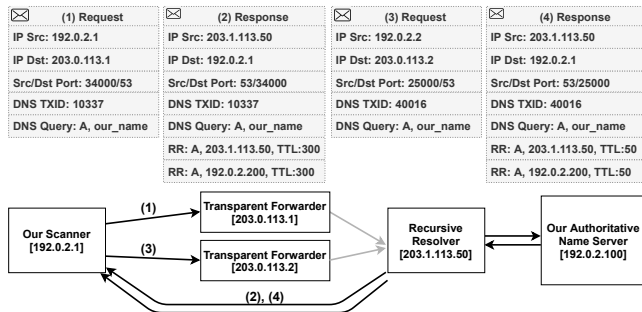 (1) Request
IP Src: 192.0.2.1
IP Dst: 203.0.113.1
Src/Dst Port: 34000/53
DNS TXID: 10337
DNS Query: A, our_name
(2) Response
IP Src: 203.1.113.50
IP Dst: 192.0.2.1
Src/Dst Port: 53/34000
DNS TXID: 10337
DNS Query: A, our_name
RR: A, 203.1.113.50, TTL:300
RR: A, 192.0.2.200, TTL:300
(3) Request
IP Src: 192.0.2.2
IP Dst: 203.0.113.2
Src/Dst Port: 25000/53
DNS TXID: 40016
DNS Query: A, our_name
(4) Response
IP Src: 203.1.113.50
IP Dst: 192.0.2.1
Src/Dst Port: 53/25000
DNS TXID: 40016
DNS Query: A, our_name
RR: A, 203.1.113.50, TTL:50
RR: A, 192.0.2.200, TTL:50
Our Scanner
[192.0.2.1]
(1)
(3)
Transparent Forwarder
[203.0.113.1]
Transparent Forwarder
[203.0.113.2]
(2), (4)
Recursive
Resolver
[203.1.113.50]
Our Authoritative
Name Server
[192.0.2.100]